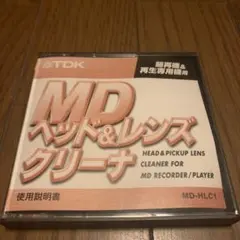 TDK
録再機&
再生専用機用
MD
ヘッド&レンズ
クリーナ
HEAD & PICKUP LENS
CLEANER FOR
MD RECORDER/PLAYER
使用説明書
MD-HLC1